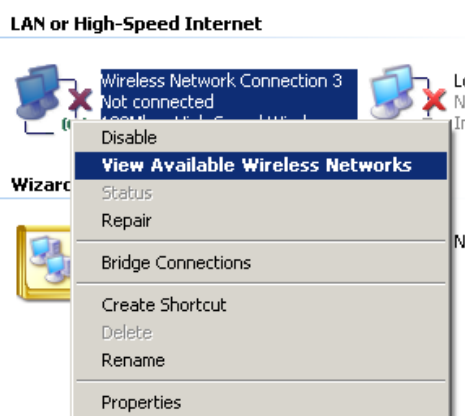 LAN or High-Speed Internet
Wireless Network Connection 3
Not connected
Disable
View Available Wireless Networks
Status
Repair
Bridge Connections
Create Shortcut
Delete
Rename
Properties